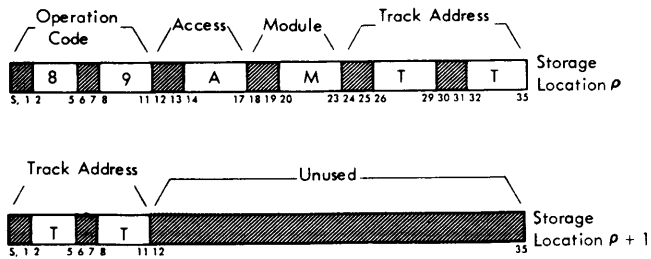 Operation Code Access Module Track Address
8 9 A M T T Storage Location ρ
S, 1 2 5 6 7 8 11 12 13 14 17 18 19 20 23 24 25 26 29 30 31 32 35
Track Address Unused
T T Storage Location ρ + 1
S, 1 2 5 6 7 8 11 12 35